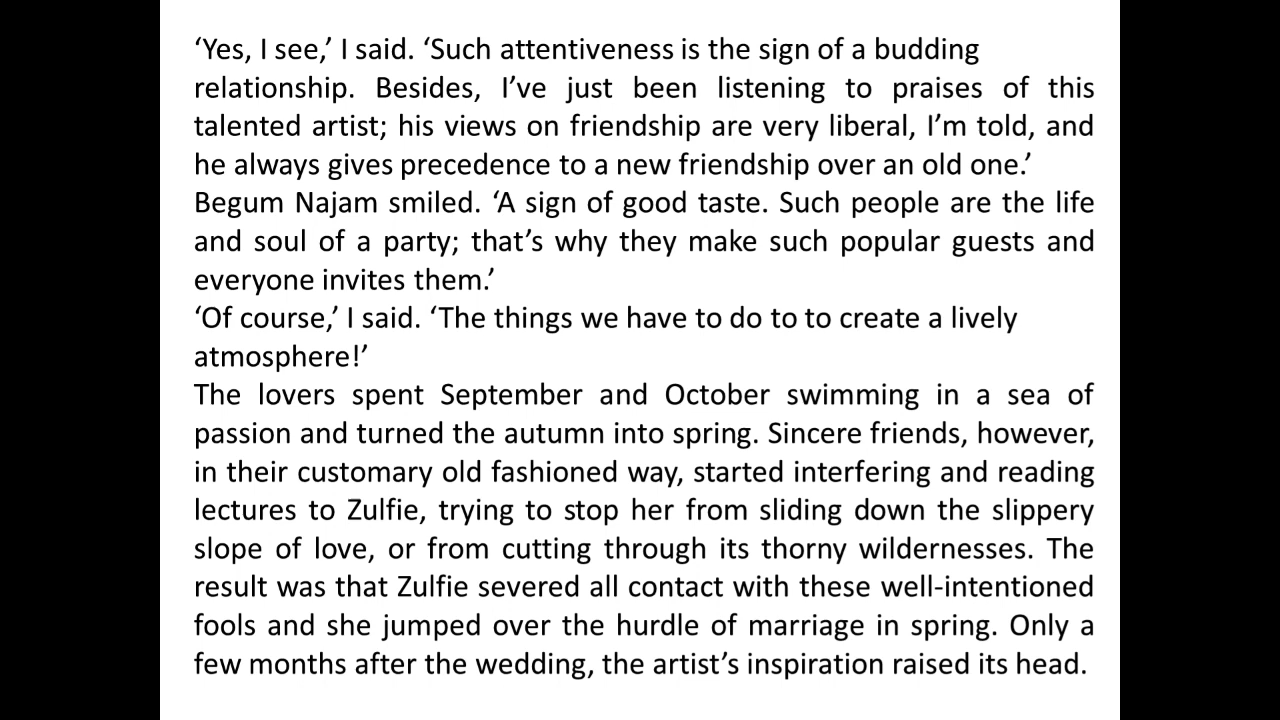 ‘Yes, I see,’ I said. ‘Such attentiveness is the sign of a budding
relationship. Besides, I’ve just been listening to praises of this
talented artist; his views on friendship are very liberal, I’m told, and
he always gives precedence to a new friendship over an old one.’
Begum Najam smiled. ‘A sign of good taste. Such people are the life
and soul of a party; that’s why they make such popular guests and
everyone invites them.’
‘Of course,’ I said. ‘The things we have to do to to create a lively
atmosphere!’
The lovers spent September and October swimming in a sea of
passion and turned the autumn into spring. Sincere friends, however,
in their customary old fashioned way, started interfering and reading
lectures to Zulfie, trying to stop her from sliding down the slippery
slope of love, or from cutting through its thorny wildernesses. The
result was that Zulfie severed all contact with these well-intentioned
fools and she jumped over the hurdle of marriage in spring. Only a
few months after the wedding, the artist’s inspiration raised its head.